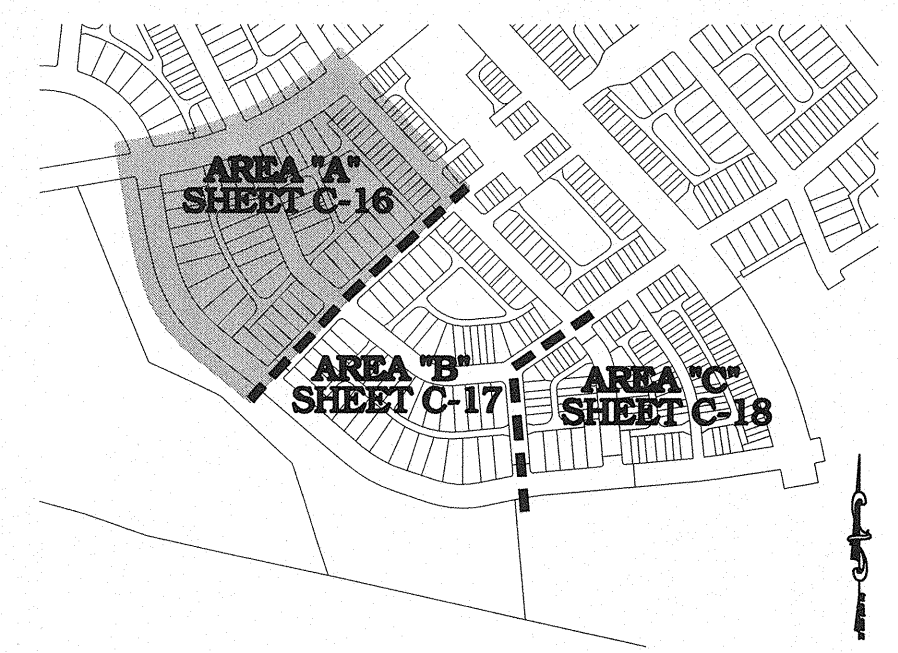 AREA "A"
SHEET C-16
AREA "B"
SHEET C-17
AREA "C"
SHEET C-18